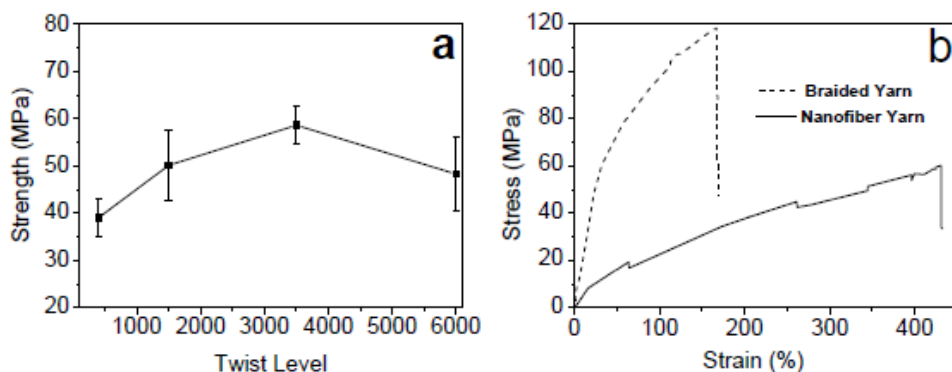 a
80
70
60
50
40
30
20
Strength (MPa)
1000 2000 3000 4000 5000 6000
Twist Level
b
120
100
80
60
40
20
0
Stress (MPa)
Braided Yarn
Nanofiber Yarn
0 100 200 300 400
Strain (%)